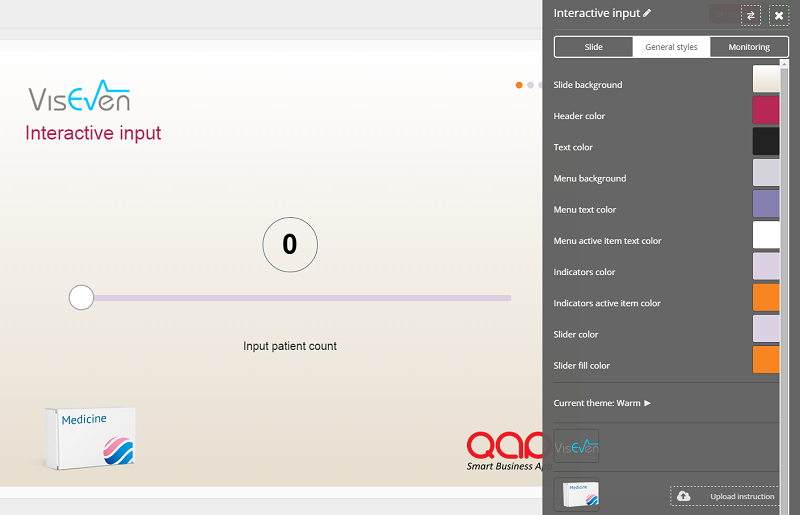 Interactive input
Slide
General styles
Monitoring
VisEven
Interactive input
0
Input patient count
Medicine
QAP
Smart Business App
Slide background
Header color
Text color
Menu background
Menu text color
Menu active item text color
Indicators color
Indicators active item color
Slider color
Slider fill color
Current theme: Warm
VisEven
Medicine
Upload instruction